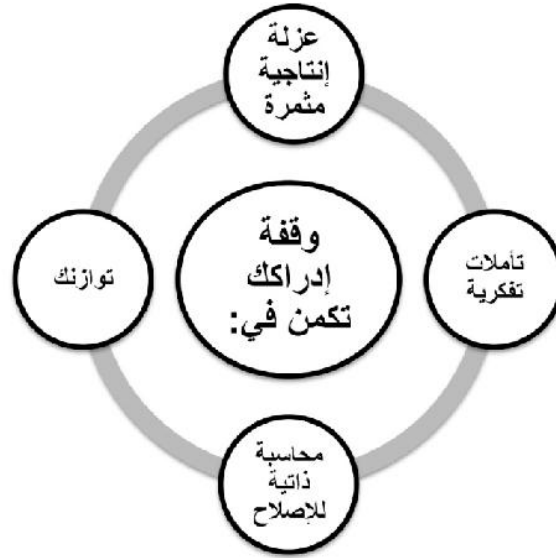 عزلة
إنتاجية
مثمرة
وقفة
إدراكك
تكمن في:
تأملات
تفكرية
توازنك
محاسبة
ذاتية
للإصلاح